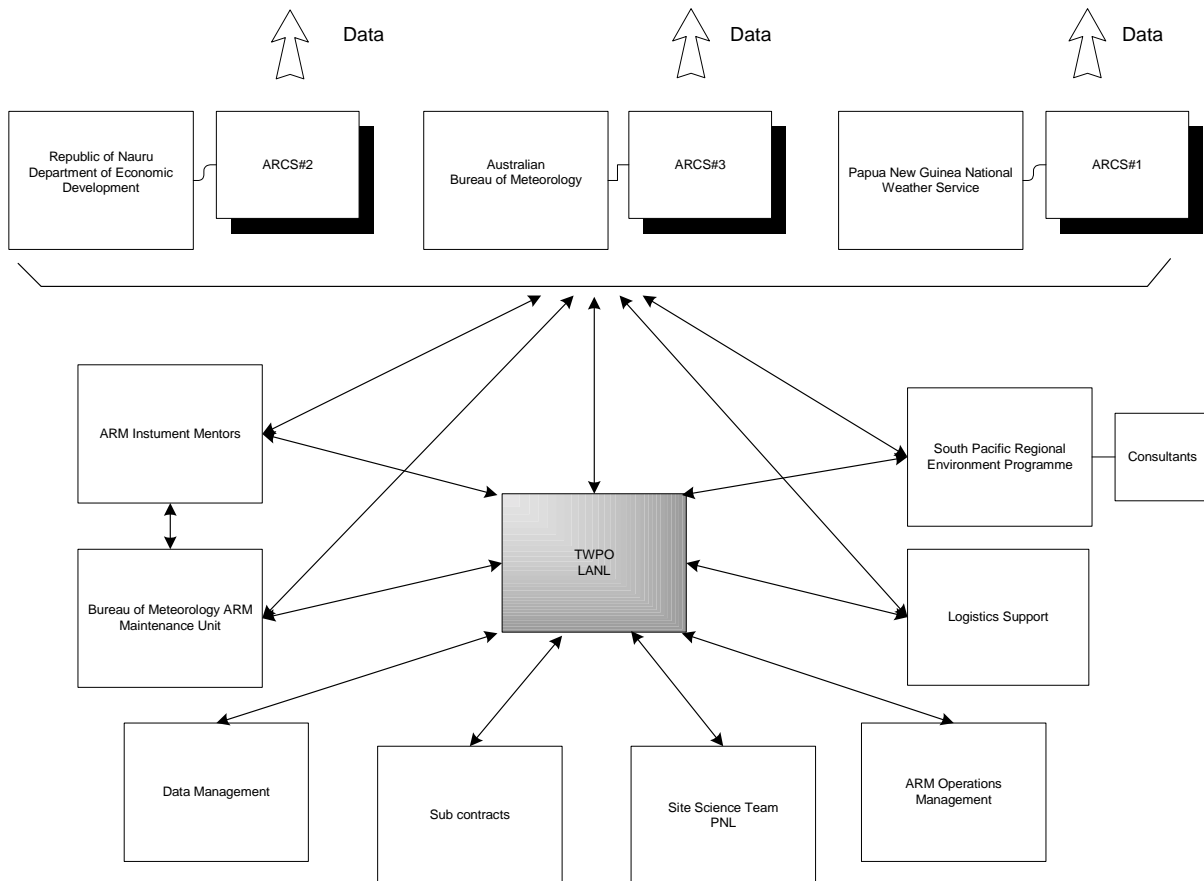 Data
Data
Data
Republic of Nauru
Department of Economic
Development
ARCS#2
Australian
Bureau of Meteorology
ARCS#3
Papua New Guinea National
Weather Service
ARCS#1
ARM Instument Mentors
South Pacific Regional
Environment Programme
Consultants
TWPO
LANL
Bureau of Meteorology ARM
Maintenance Unit
Logistics Support
Data Management
Sub contracts
Site Science Team
PNL
ARM Operations
Management